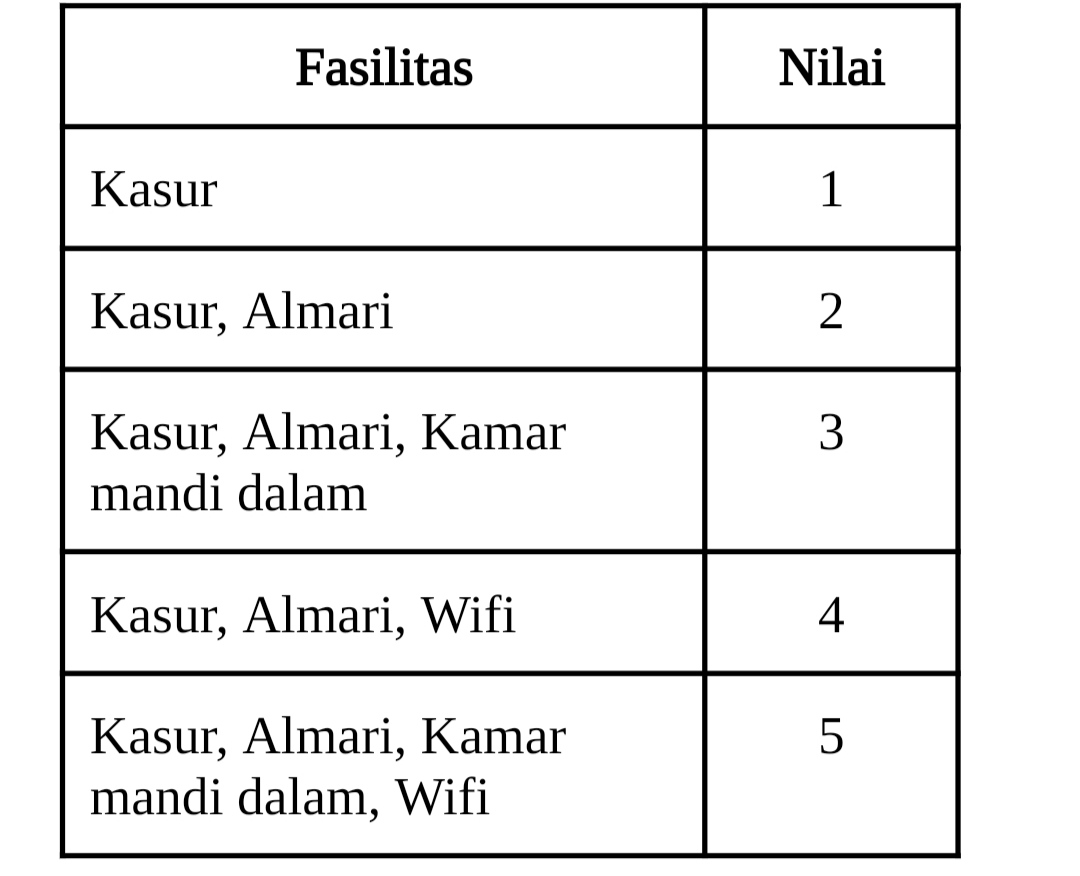 Fasilitas Nilai
Kasur 1
Kasur, Almari 2
Kasur, Almari, Kamar 3
mandi dalam
Kasur, Almari, Wifi 4
Kasur, Almari, Kamar 5
mandi dalam, Wifi